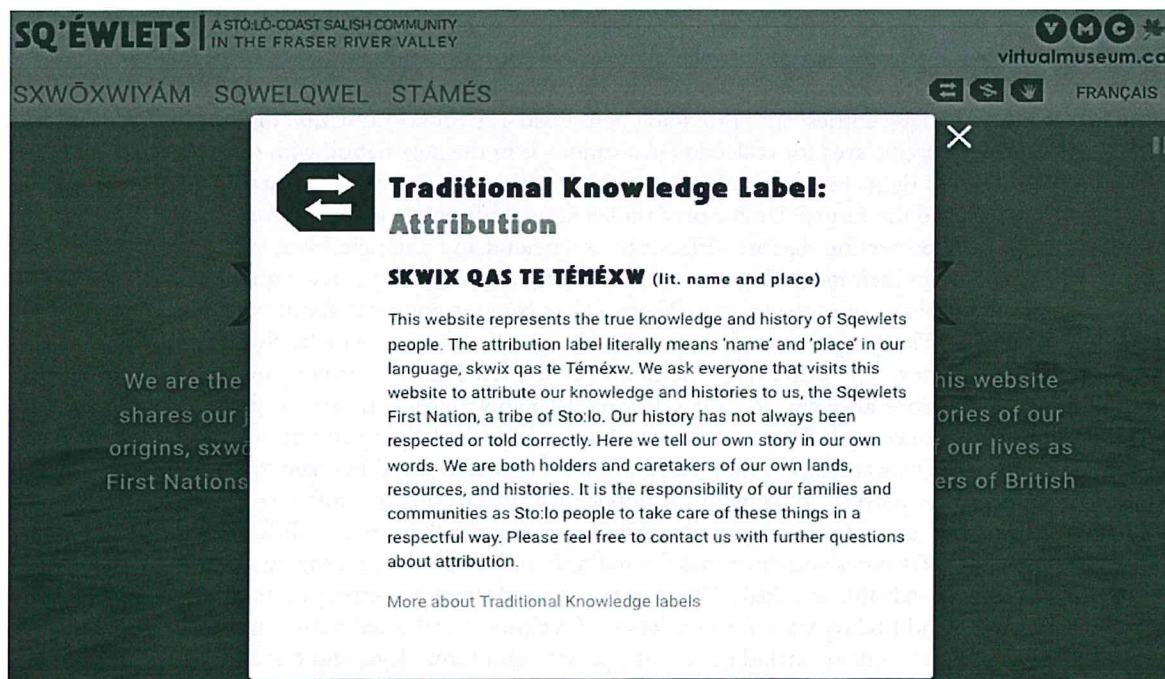 SQ'ÉWLETS
A STÓ:LŌ-COAST SALISH COMMUNITY
IN THE FRASER RIVER VALLEY
VMC
virtualmuseum.ca
SXWŌXWIYÁM SQWELQWEL STÁMÉS
FRANÇAIS
Traditional Knowledge Label:
Attribution
SKWIX QAS TE TÉMÉXW (lit. name and place)
This website represents the true knowledge and history of Sqewlets
people. The attribution label literally means 'name' and 'place' in our
language, skwix qas te Téméxw. We ask everyone that visits this
website to attribute our knowledge and histories to us, the Sqewlets
First Nation, a tribe of Sto:lo. Our history has not always been
respected or told correctly. Here we tell our own story in our own
words. We are both holders and caretakers of our own lands,
resources, and histories. It is the responsibility of our families and
communities as Sto:lo people to take care of these things in a
respectful way. Please feel free to contact us with further questions
about attribution.
More about Traditional Knowledge labels
We are the
shares our
origins,
First Nations
website
of our
our lives as
of British